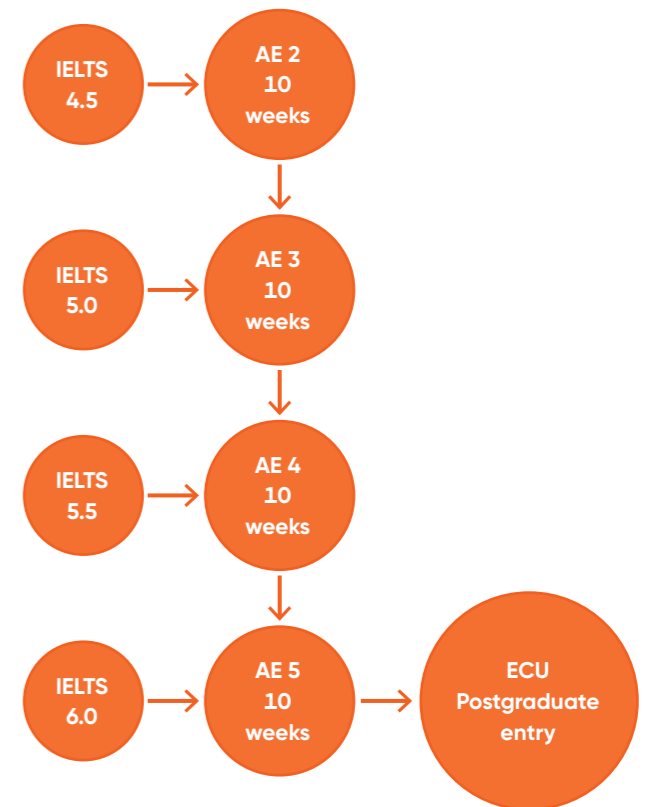 IELTS
4.5
AE 2
10
weeks
IELTS
5.0
AE 3
10
weeks
IELTS
5.5
AE 4
10
weeks
IELTS
6.0
AE 5
10
weeks
ECU
Postgraduate
entry